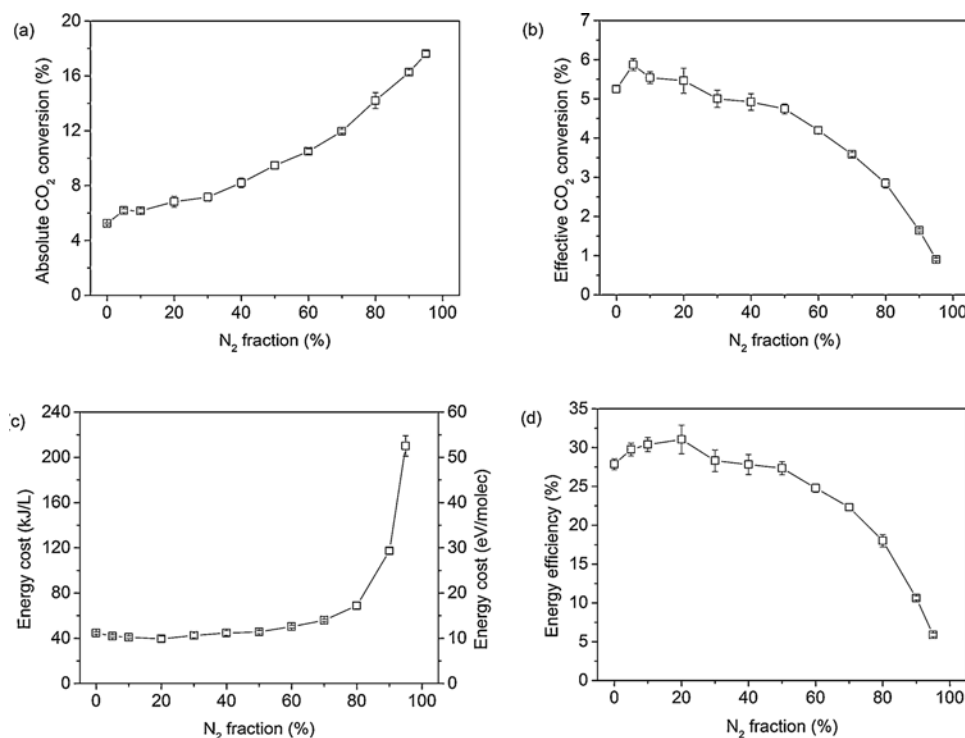 (a)
Absolute CO2 conversion (%)
20
16
12
8
4
0
0 20 40 60 80 100
N2 fraction (%)
(b)
Effective CO2 conversion (%)
7
6
5
4
3
2
1
0
0 20 40 60 80 100
N2 fraction (%)
c)
Energy cost (kJ/L)
240
200
160
120
80
40
0
60
50
40
30
20
10
0
Energy cost (eV/molec)
0 20 40 60 80 100
N2 fraction (%)
(d)
Energy efficiency (%)
35
30
25
20
15
10
5
0
0 20 40 60 80 100
N2 fraction (%)